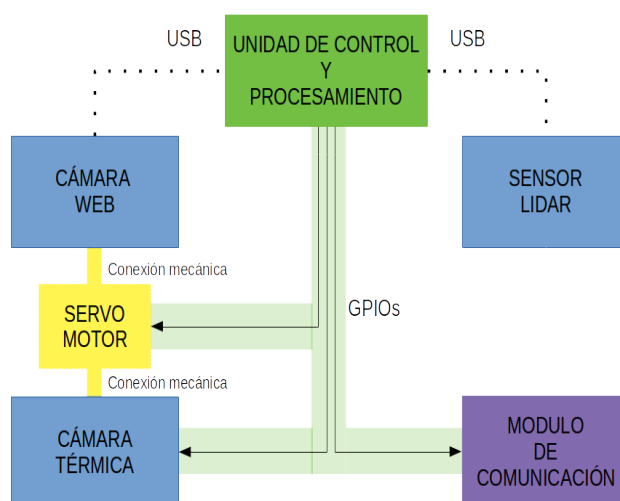 USB
UNIDAD DE CONTROL
Y
PROCESAMIENTO
USB
CÁMARA
WEB
SENSOR
LIDAR
Conexión mecánica
SERVO
MOTOR
GPIOs
Conexión mecánica
CÁMARA
TÉRMICA
MODULO
DE
COMUNICACIÓN